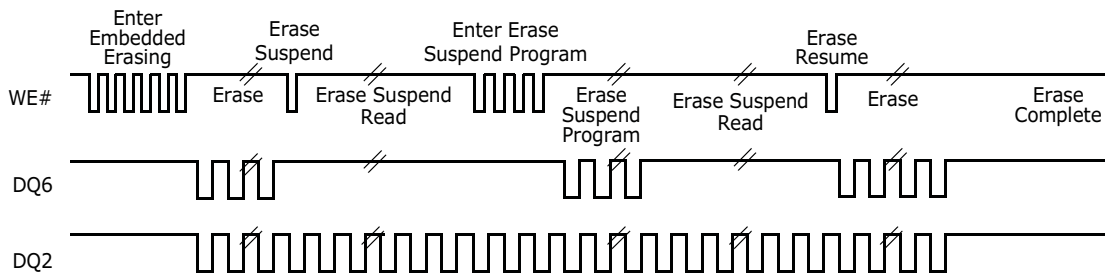 Enter
Embedded
Erasing
Erase
Suspend
Enter Erase
Suspend Program
Erase
Resume
WE#
Erase
Erase Suspend
Read
Erase
Suspend
Program
Erase Suspend
Read
Erase
Erase
Complete
DQ6
DQ2